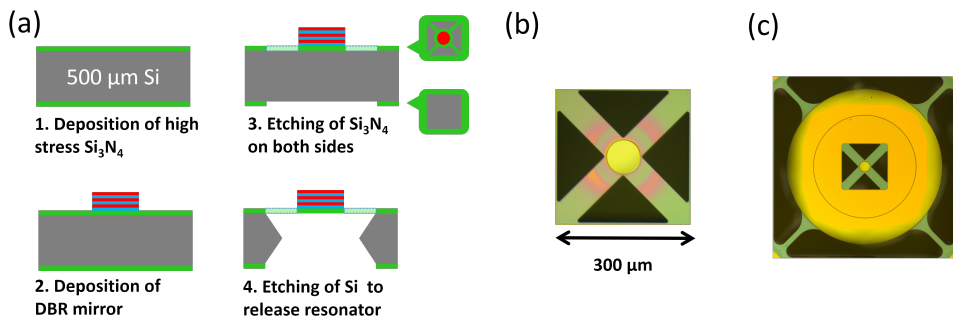 (a)
500 μm Si
1. Deposition of high
stress Si₃N₄
3. Etching of Si₃N₄
on both sides
2. Deposition of
DBR mirror
4. Etching of Si to
release resonator
(b)
300 μm
(c)